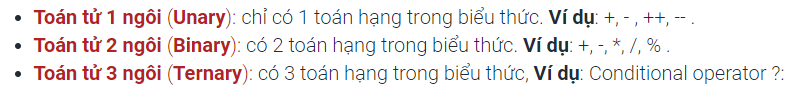 • Toán tử 1 ngôi (Unary): chỉ có 1 toán hạng trong biểu thức. Ví dụ: +, - , ++, -- .
• Toán tử 2 ngôi (Binary): có 2 toán hạng trong biểu thức. Ví dụ: +, -, *, /, % .
• Toán tử 3 ngôi (Ternary): có 3 toán hạng trong biểu thức, Ví dụ: Conditional operator ?: